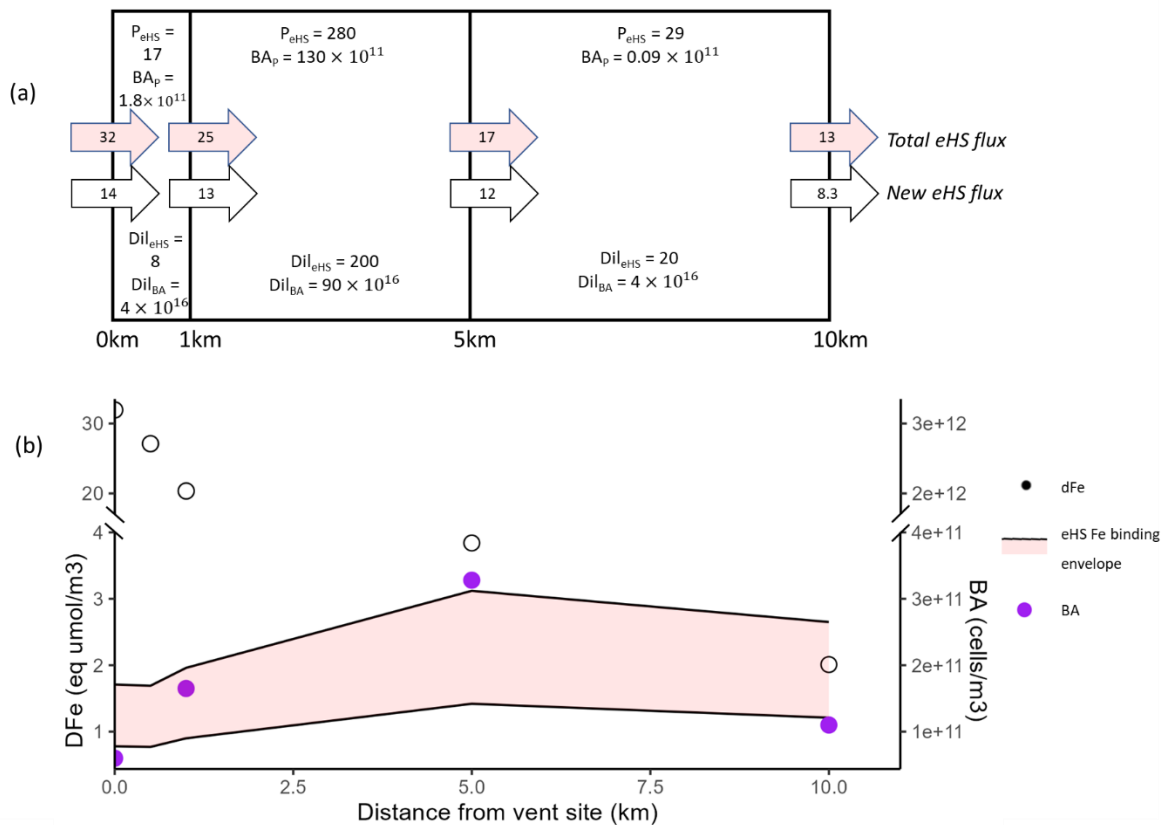 (a)
P_eHS =
17
BA_P =
1.8× 10^11
P_eHS = 280
BA_P = 130 × 10^11
P_eHS = 29
BA_P = 0.09 × 10^11
32
25
17
13
Total eHS flux
14
13
12
8.3
New eHS flux
Dil_eHS =
8
Dil_BA =
4 × 10^16
Dil_eHS = 200
Dil_BA = 90 × 10^16
Dil_eHS = 20
Dil_BA = 4 × 10^16
0km
1km
5km
10km
(b)
DFe (eq umol/m3)
30
20
4
3
2
1
0.0
2.5
5.0
7.5
10.0
Distance from vent site (km)
3e+12
2e+12
4e+11
3e+11
2e+11
1e+11
BA (cells/m3)
dFe
eHS Fe binding
envelope
BA